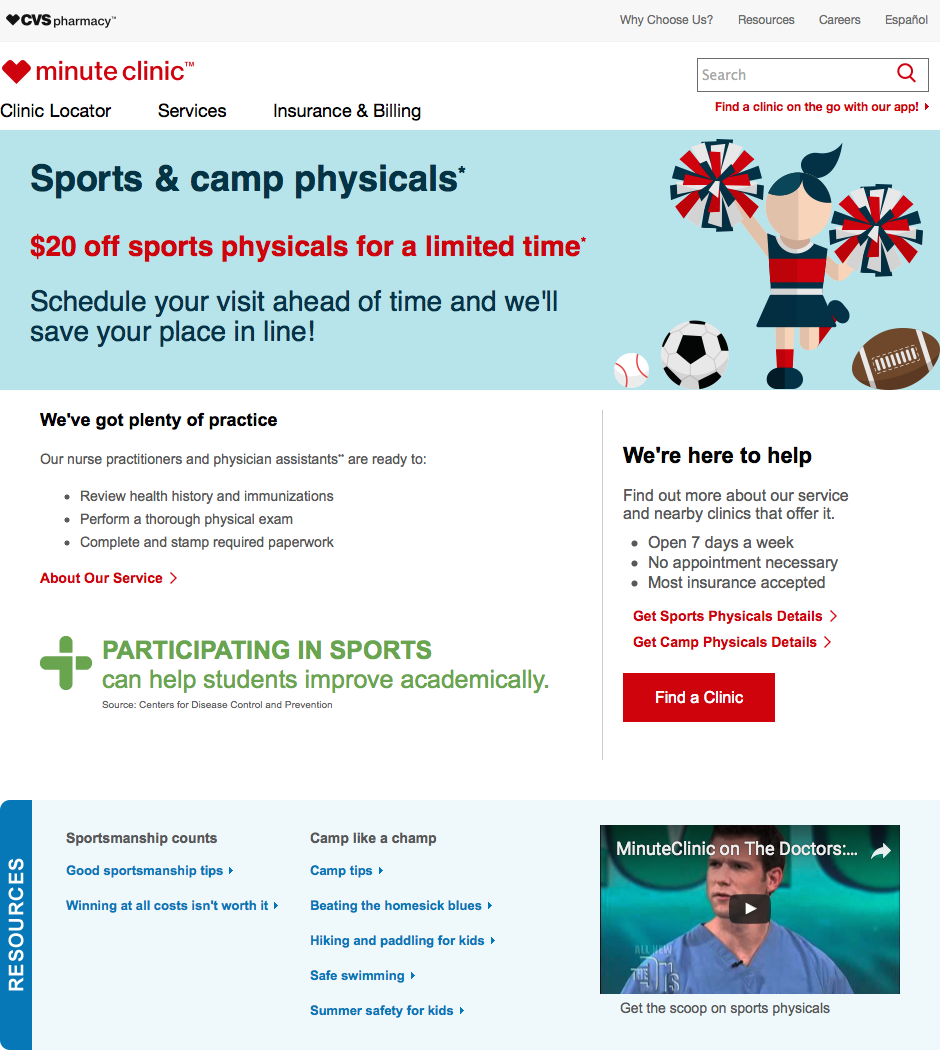 CVS pharmacy™
Why Choose Us? Resources Careers Español
minute clinic™
Search
Clinic Locator Services Insurance & Billing
Find a clinic on the go with our app!
Sports & camp physicals*
$20 off sports physicals for a limited time*
Schedule your visit ahead of time and we'll
save your place in line!
We've got plenty of practice
Our nurse practitioners and physician assistants** are ready to:
Review health history and immunizations
Perform a thorough physical exam
Complete and stamp required paperwork
About Our Service
PARTICIPATING IN SPORTS
can help students improve academically.
Source: Centers for Disease Control and Prevention
We're here to help
Find out more about our service
and nearby clinics that offer it.
Open 7 days a week
No appointment necessary
Most insurance accepted
Get Sports Physicals Details
Get Camp Physicals Details
Find a Clinic
RESOURCES
Sportsmanship counts
Good sportsmanship tips
Winning at all costs isn't worth it
Camp like a champ
Camp tips
Beating the homesick blues
Hiking and paddling for kids
Safe swimming
Summer safety for kids
MinuteClinic on The Doctors:...
ALL NEW
THE DRS
Get the scoop on sports physicals